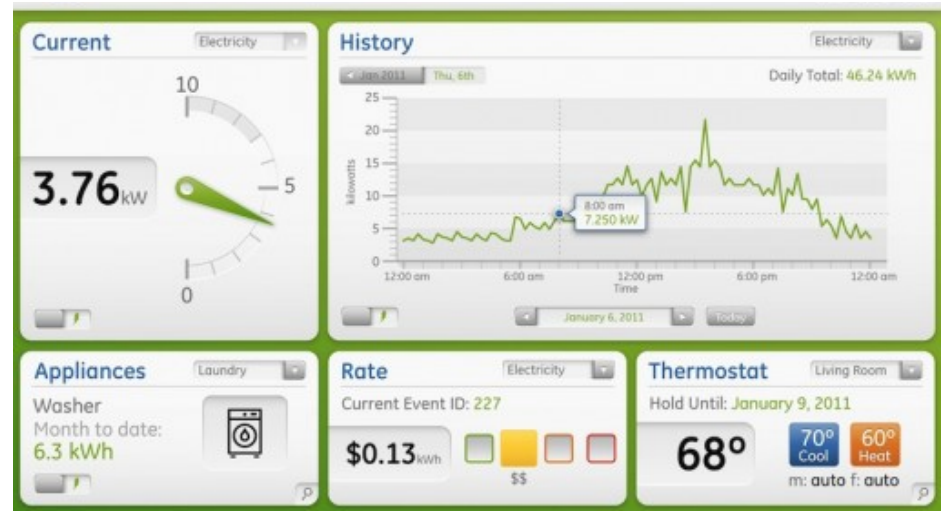 Current
Electricity
10
5
0
3.76 kW
History
Electricity
Jan 2011
Thu, 6th
Daily Total: 46.24 kWh
25
20
15
10
5
0
kilowatts
8:00 am
7.250 kW
12:00 am
6:00 am
12:00 pm
6:00 pm
12:00 am
Time
January 6, 2011
Today
Appliances
Laundry
Washer
Month to date:
6.3 kWh
Rate
Electricity
Current Event ID: 227
$0.13 kWh
$$
Thermostat
Living Room
Hold Until: January 9, 2011
68°
70°
Cool
60°
Heat
m: auto f: auto